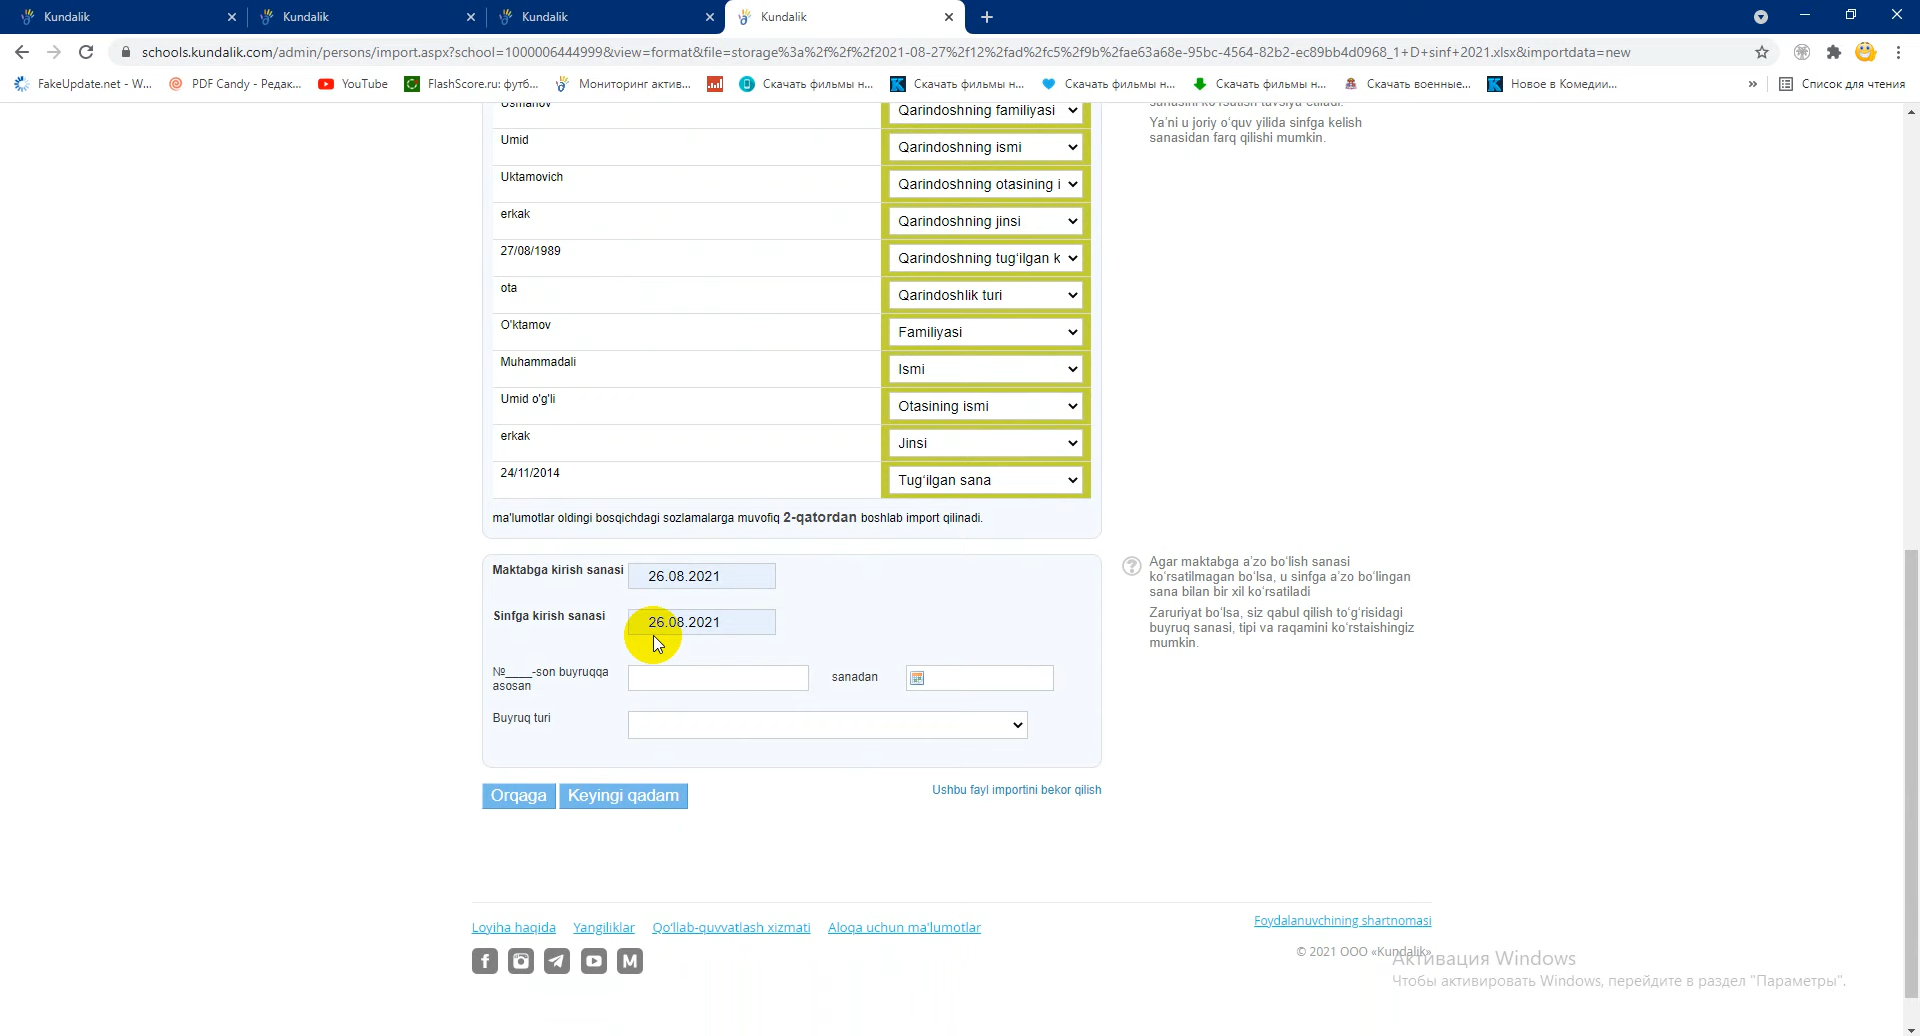 Kundalik
Kundalik
Kundalik
Kundalik
schools.kundalik.com/admin/persons/import.aspx?school=1000006444999&view=format&file=storage%3a%2f%2f%2f2021-08-27%2f12%2fad%2fc5%2f9b%2fae63a68e-95bc-4564-82b2-ec89bb4d0968_1+D+sinf+2021.xlsx&importdata=new
FakeUpdate.net - W...
PDF Candy - Редак...
YouTube
FlashScore.ru: футб...
Мониторинг актив...
Скачать фильмы н...
Скачать фильмы н...
Скачать фильмы н...
Скачать фильмы н...
Скачать военные...
Новое в Комедии...
»
Список для чтения
Usmanov
Qarindoshning familiyasi
Umid
Qarindoshning ismi
Uktamovich
Qarindoshning otasining i
erkak
Qarindoshning jinsi
27/08/1989
Qarindoshning tug‘ilgan k
ota
Qarindoshlik turi
O'ktamov
Familiyasi
Muhammadali
Ismi
Umid o'g'li
Otasining ismi
erkak
Jinsi
24/11/2014
Tug‘ilgan sana
ma'lumotlar oldingi bosqichdagi sozlamalarga muvofiq 2-qatordan boshlab import qilinadi.
sanasini ko‘rsatish tavsiya etiladi.
Ya’ni u joriy o‘quv yilida sinfga kelish
sanasidan farq qilishi mumkin.
Maktabga kirish sanasi
26.08.2021
Sinfga kirish sanasi
26.08.2021
№____-son buyruqqa
asosan
sanadan
Buyruq turi
?
Agar maktabga a’zo bo‘lish sanasi
ko‘rsatilmagan bo‘lsa, u sinfga a’zo bo‘lingan
sana bilan bir xil ko‘rsatiladi
Zaruriyat bo‘lsa, siz qabul qilish to‘g‘risidagi
buyruq sanasi, tipi va raqamini ko‘rstaishingiz
mumkin.
Orqaga
Keyingi qadam
Ushbu fayl importini bekor qilish
Loyiha haqida
Yangiliklar
Qo‘llab-quvvatlash xizmati
Aloqa uchun ma'lumotlar
Foydalanuvchining shartnomasi
© 2021 ООО «Kundalik»
Активация Windows
Чтобы активировать Windows, перейдите в раздел "Параметры".